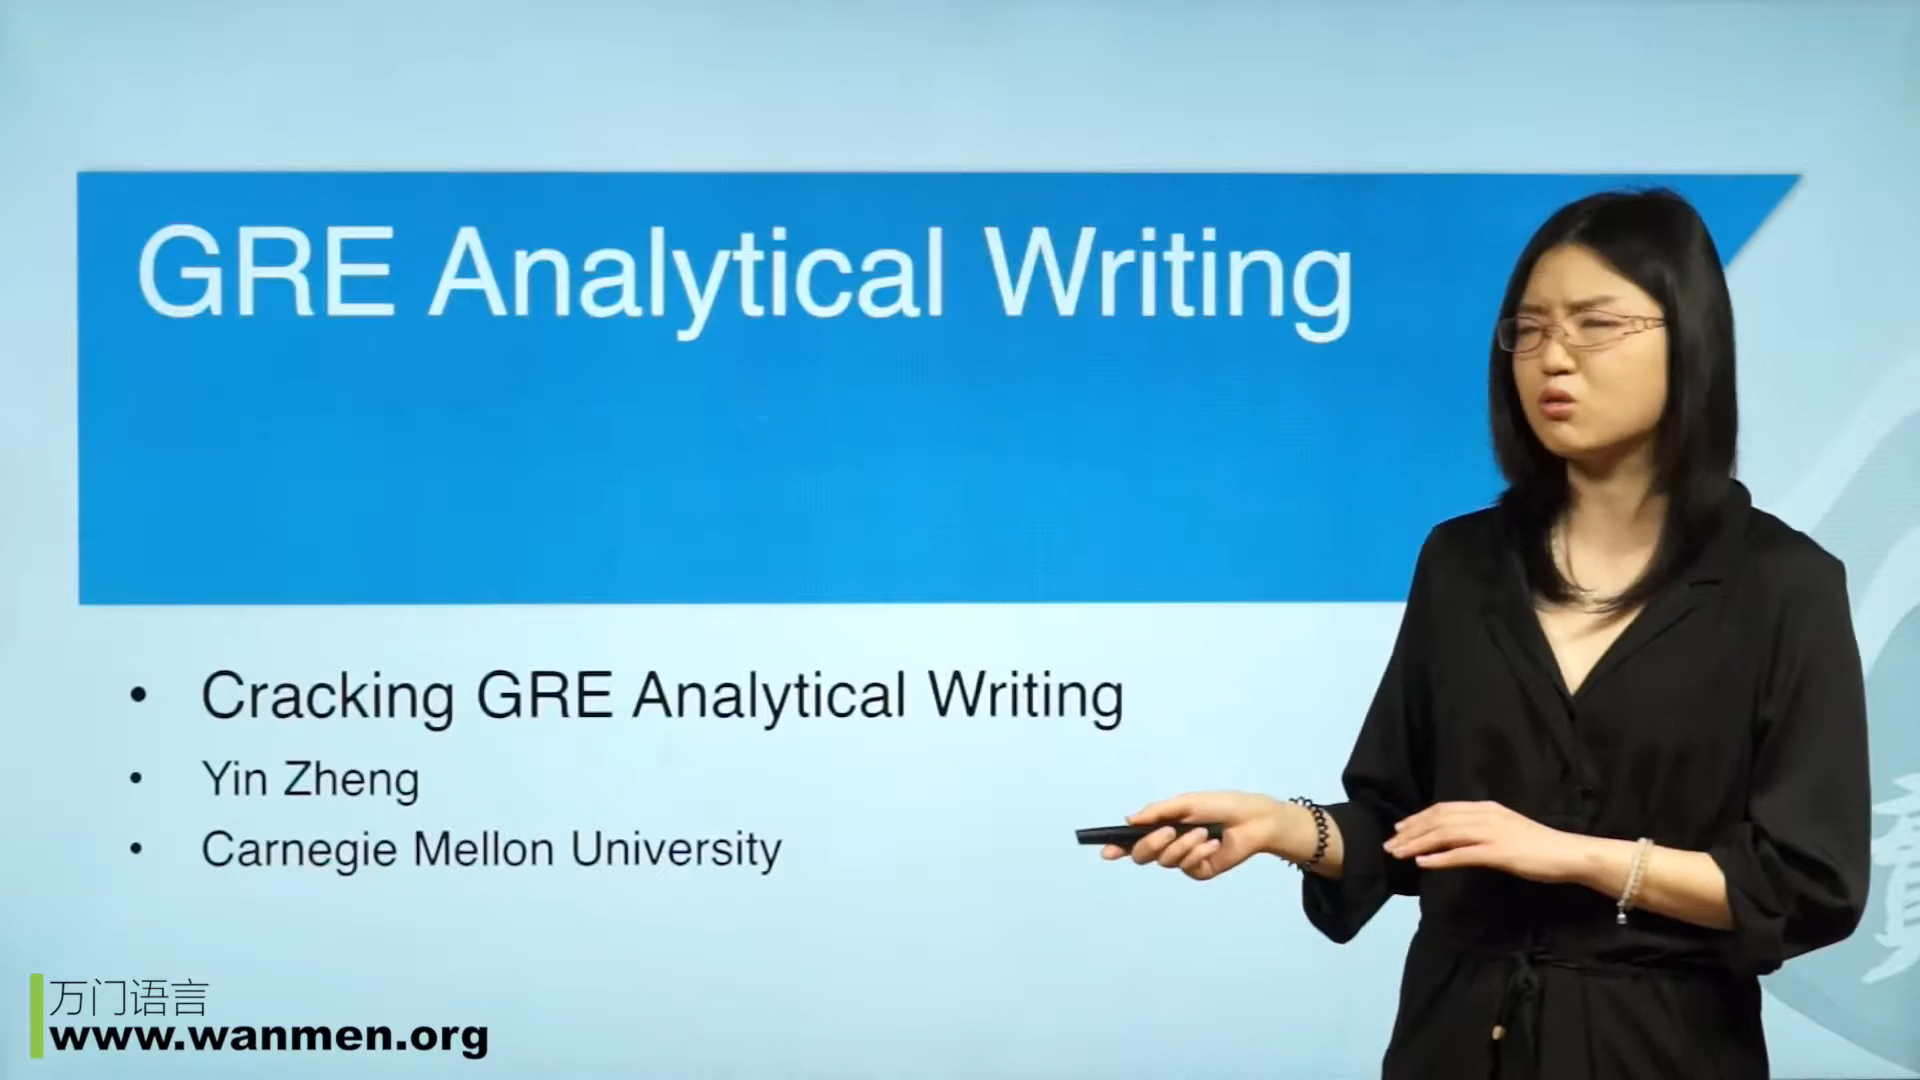 GRE Analytical Writing
• Cracking GRE Analytical Writing
• Yin Zheng
• Carnegie Mellon University
万门语言
www.wanmen.org